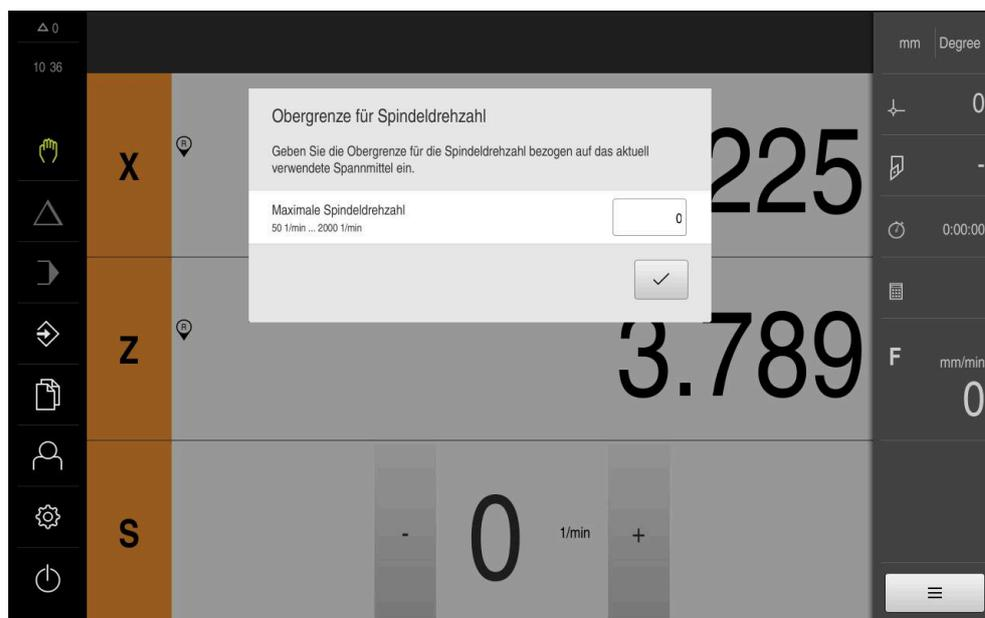 0
10 36
mm Degree
X
R
225
Obergrenze für Spindeldrehzahl
Geben Sie die Obergrenze für die Spindeldrehzahl bezogen auf das aktuell
verwendete Spannmittel ein.
Maximale Spindeldrehzahl
50 1/min ... 2000 1/min
0
0
-
0:00:00
Z
R
3.789
F
mm/min
0
S
-
0
1/min
+